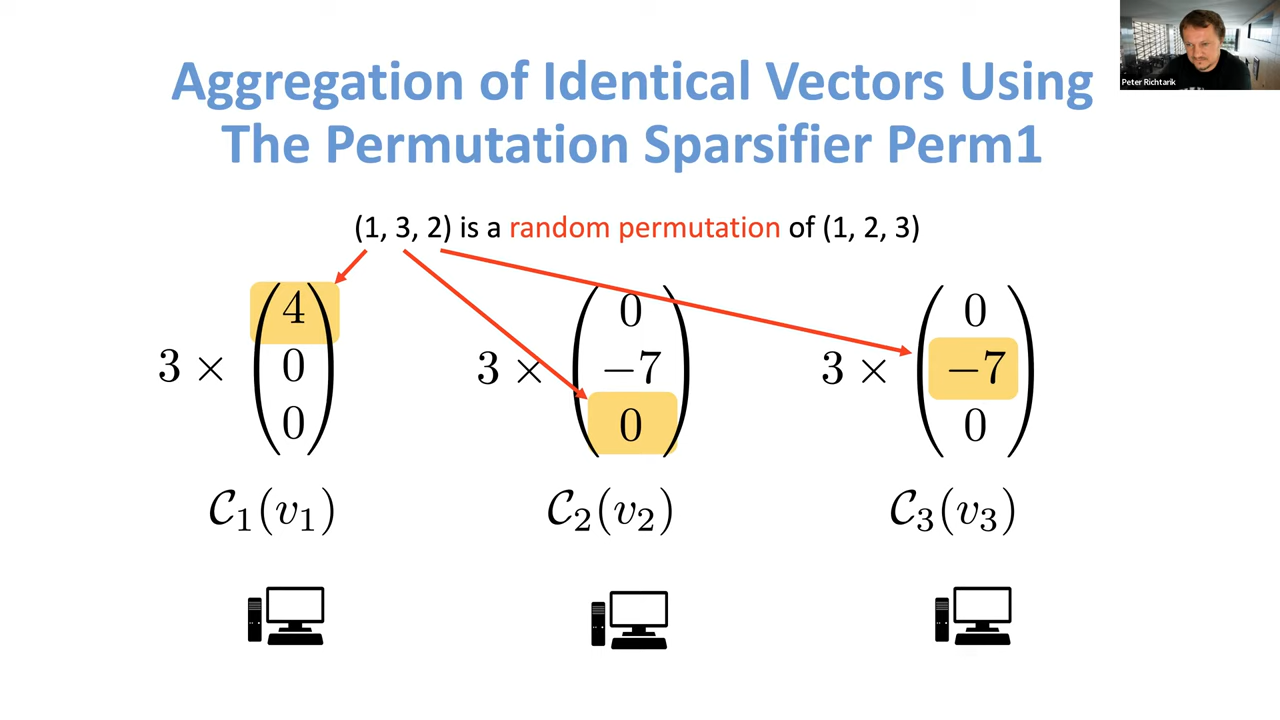 Peter Richtarik
Aggregation of Identical Vectors Using
The Permutation Sparsifier Perm1
(1, 3, 2) is a random permutation of (1, 2, 3)
3 × (4 0 0) 3 × (0 −7 0) 3 × (0 −7 0)
𝒞₁(v₁) 𝒞₂(v₂) 𝒞₃(v₃)